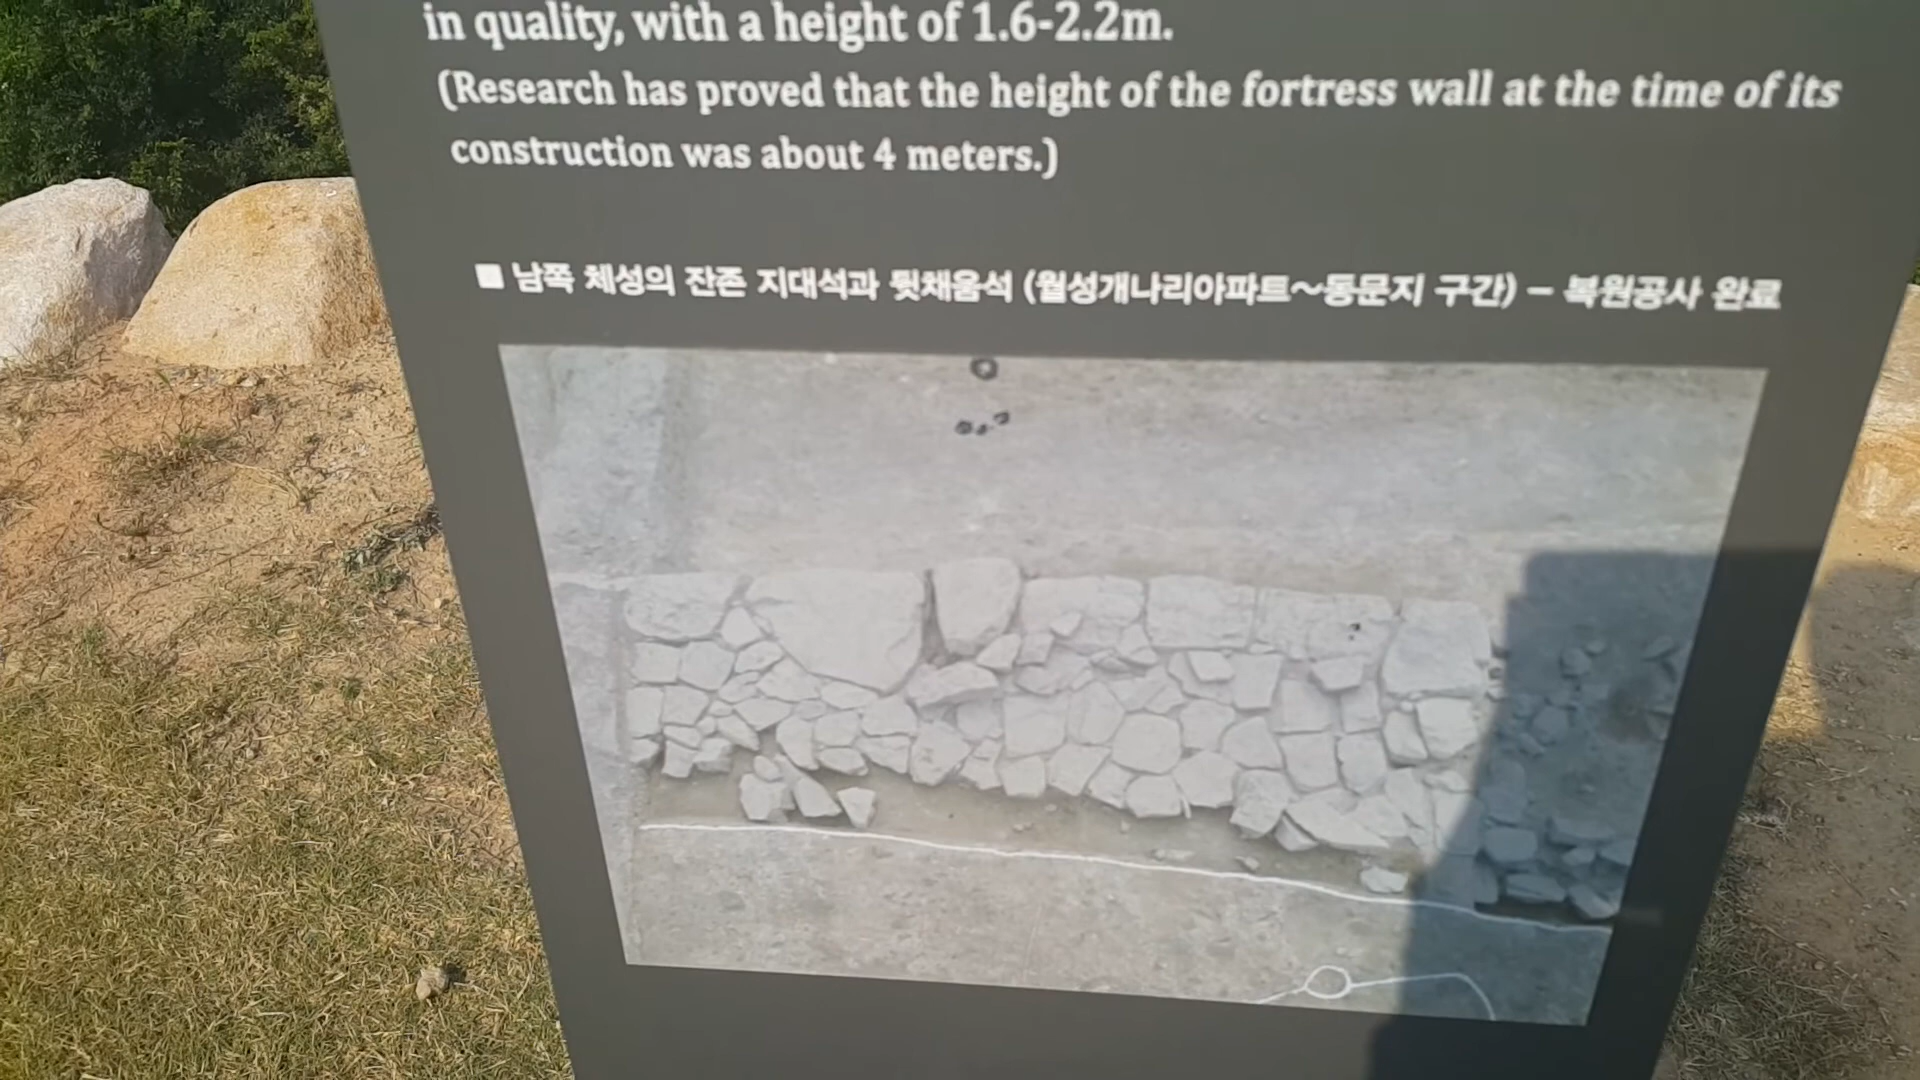 in quality, with a height of 1.6-2.2m.
(Research has proved that the height of the fortress wall at the time of its
construction was about 4 meters.)
■ 남쪽 체성의 잔존 지대석과 뒷채움석 (월성개나리아파트～동문지 구간) – 복원공사 완료